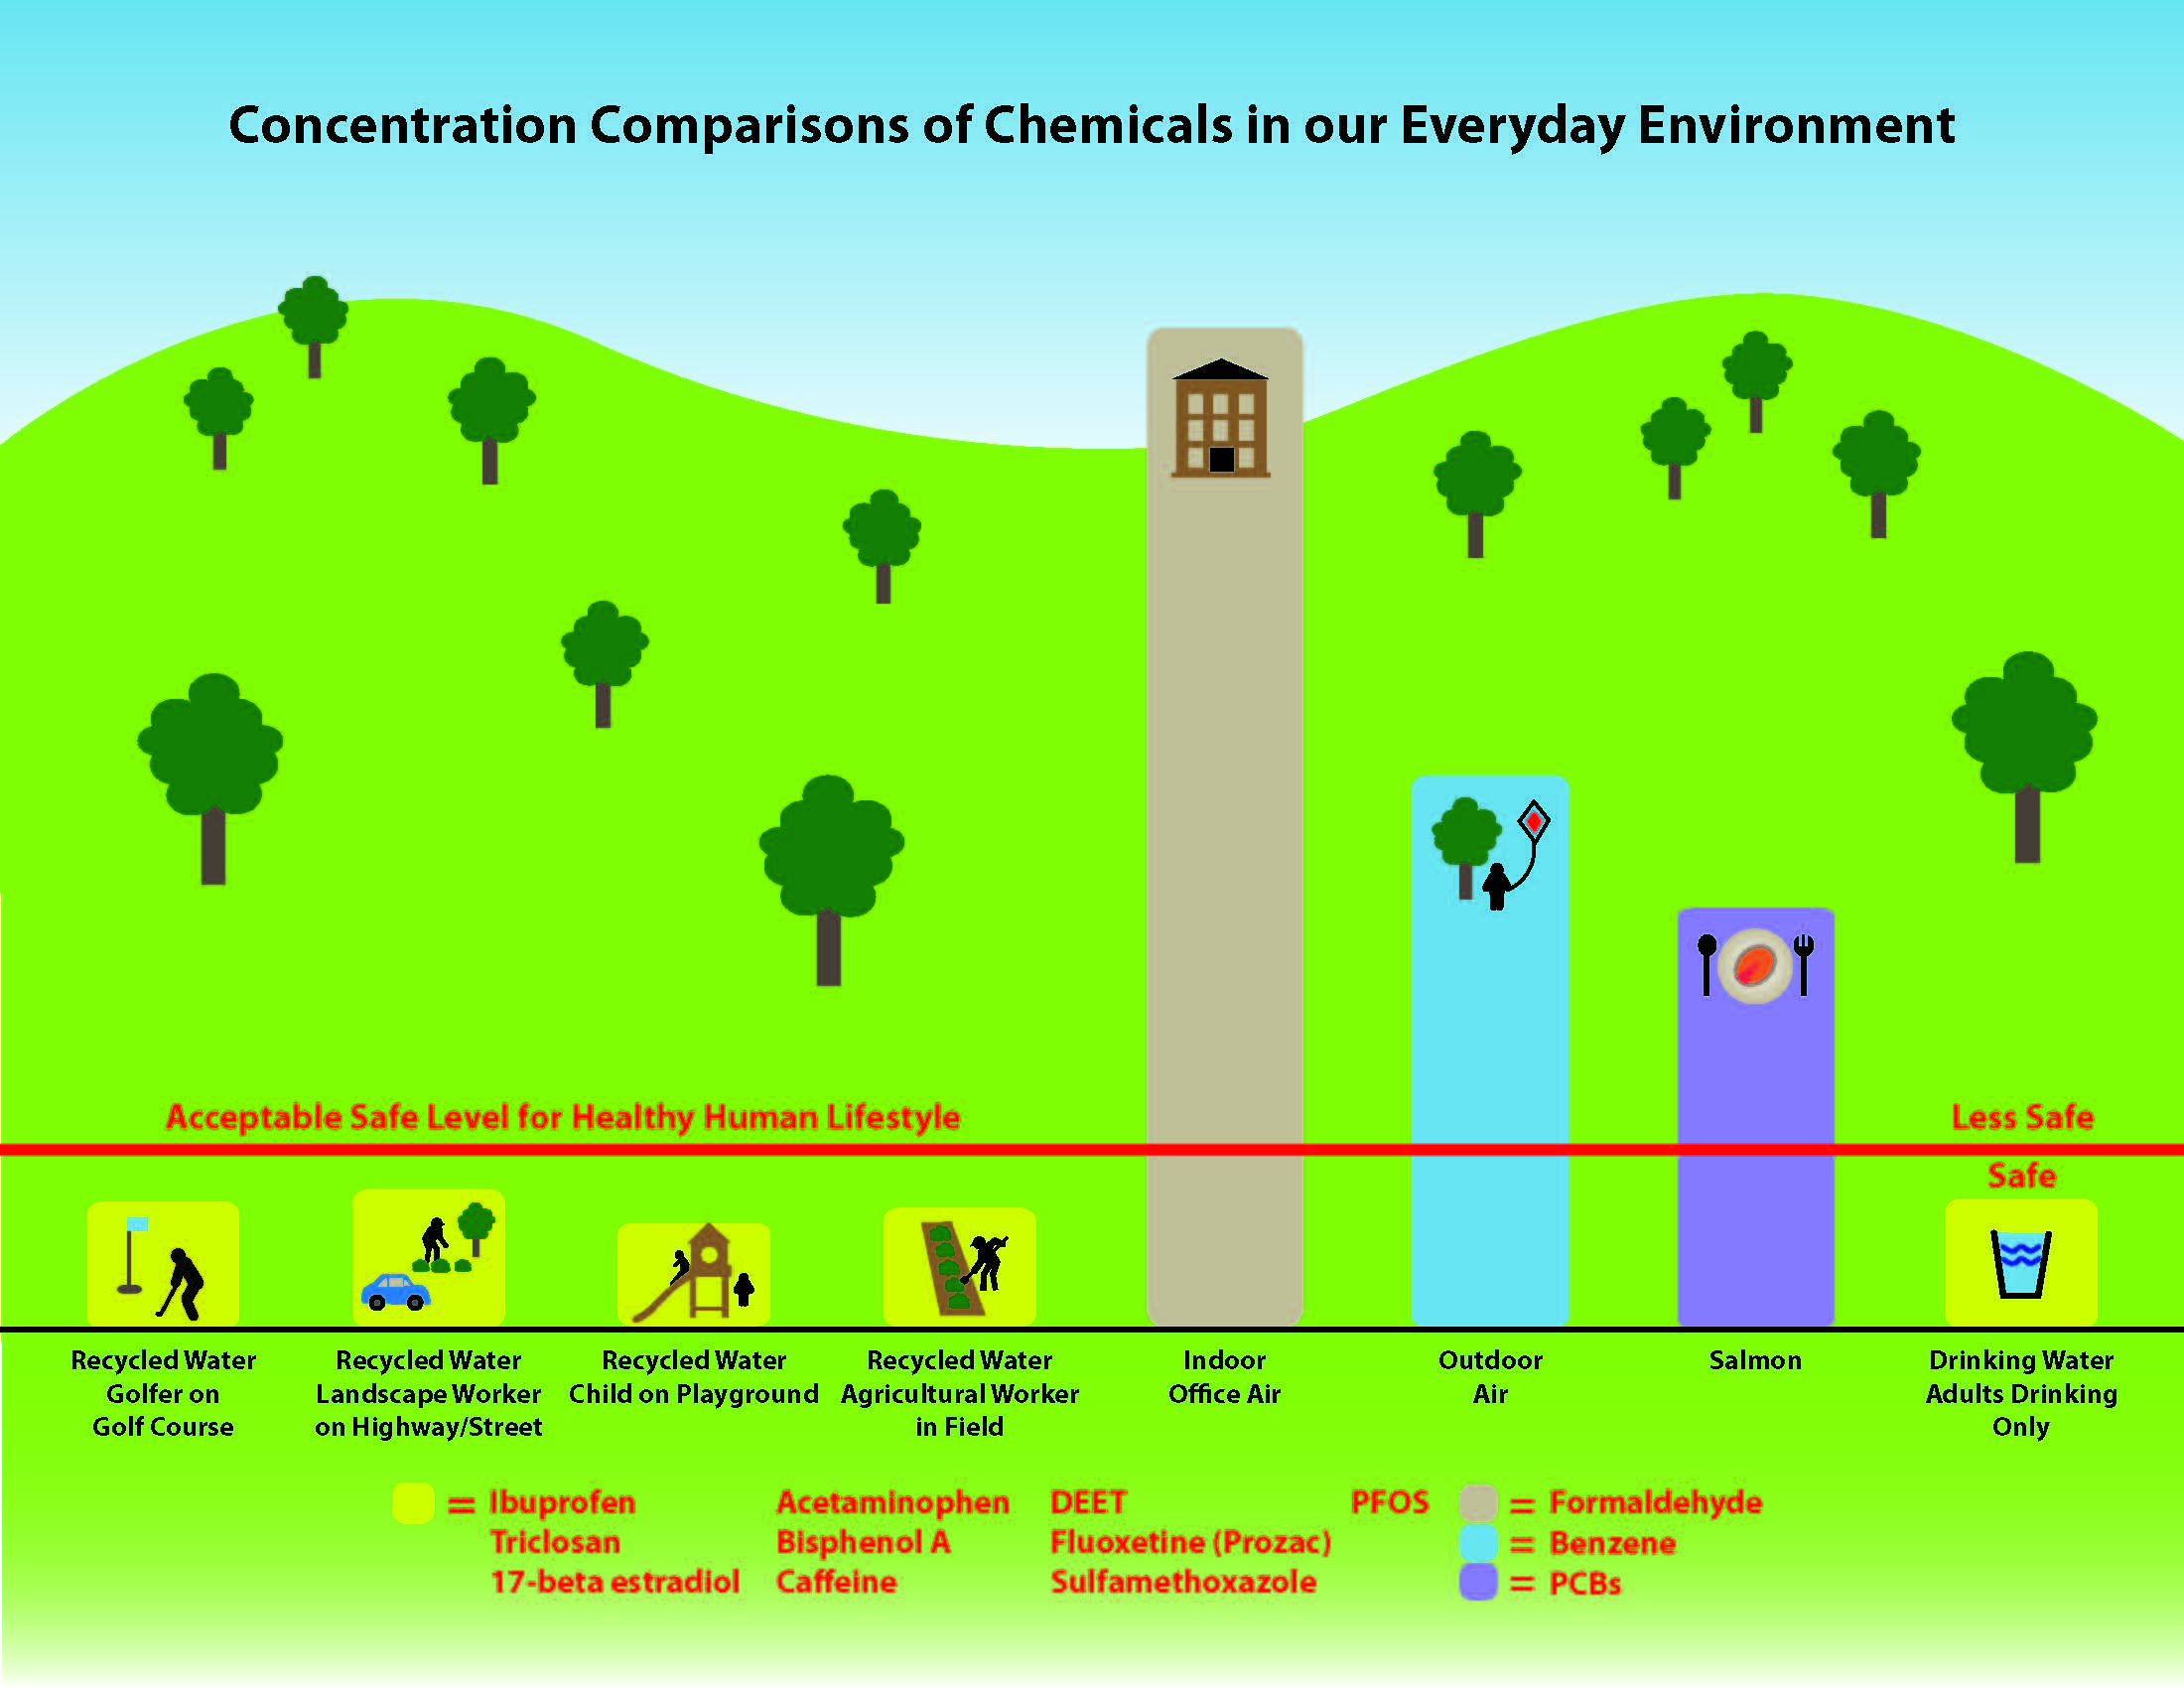 Concentration Comparisons of Chemicals in our Everyday Environment
Acceptable Safe Level for Healthy Human Lifestyle
Less Safe
Safe
Recycled Water
Golfer on
Golf Course
Recycled Water
Landscape Worker
on Highway/Street
Recycled Water
Child on Playground
Recycled Water
Agricultural Worker
in Field
Indoor
Office Air
Outdoor
Air
Salmon
Drinking Water
Adults Drinking
Only
= Ibuprofen Acetaminophen DEET PFOS = Formaldehyde
Triclosan Bisphenol A Fluoxetine (Prozac) = Benzene
17-beta estradiol Caffeine Sulfamethoxazole = PCBs